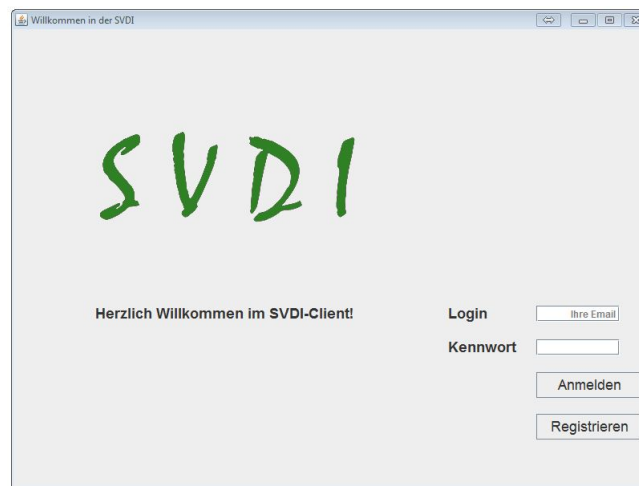 Willkommen in der SVDI
SVDI
Herzlich Willkommen im SVDI-Client!
Login
Ihre Email
Kennwort
Anmelden
Registrieren